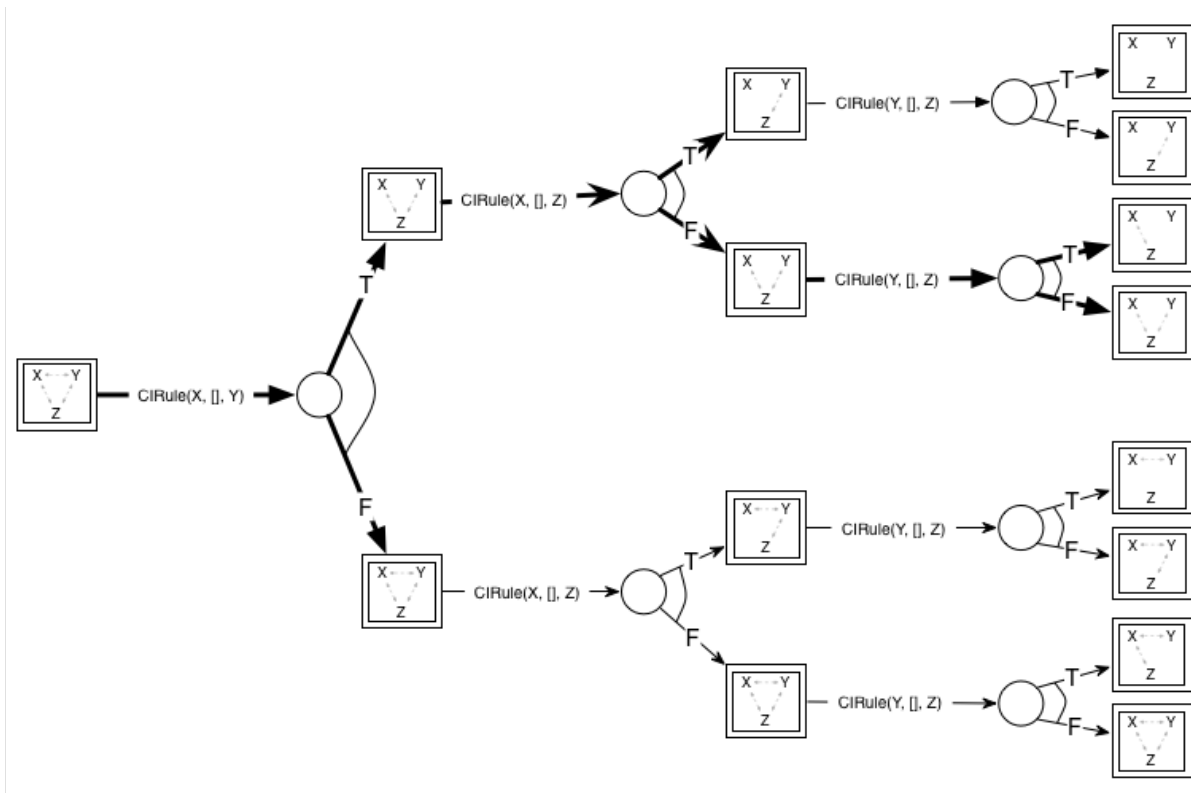 X Y
Z
X Y
Z
CIRule(Y, [], Z)
T
F
X Y
Z
T
X Y
Z
CIRule(X, [], Z)
F
X Y
Z
T
X Y
Z
CIRule(Y, [], Z)
T
F
X Y
Z
X Y
Z
CIRule(X, [], Y)
F
X Y
Z
CIRule(X, [], Z)
T
X Y
Z
CIRule(Y, [], Z)
T
F
X Y
Z
X Y
Z
F
X Y
Z
CIRule(Y, [], Z)
T
F
X Y
Z
X Y
Z